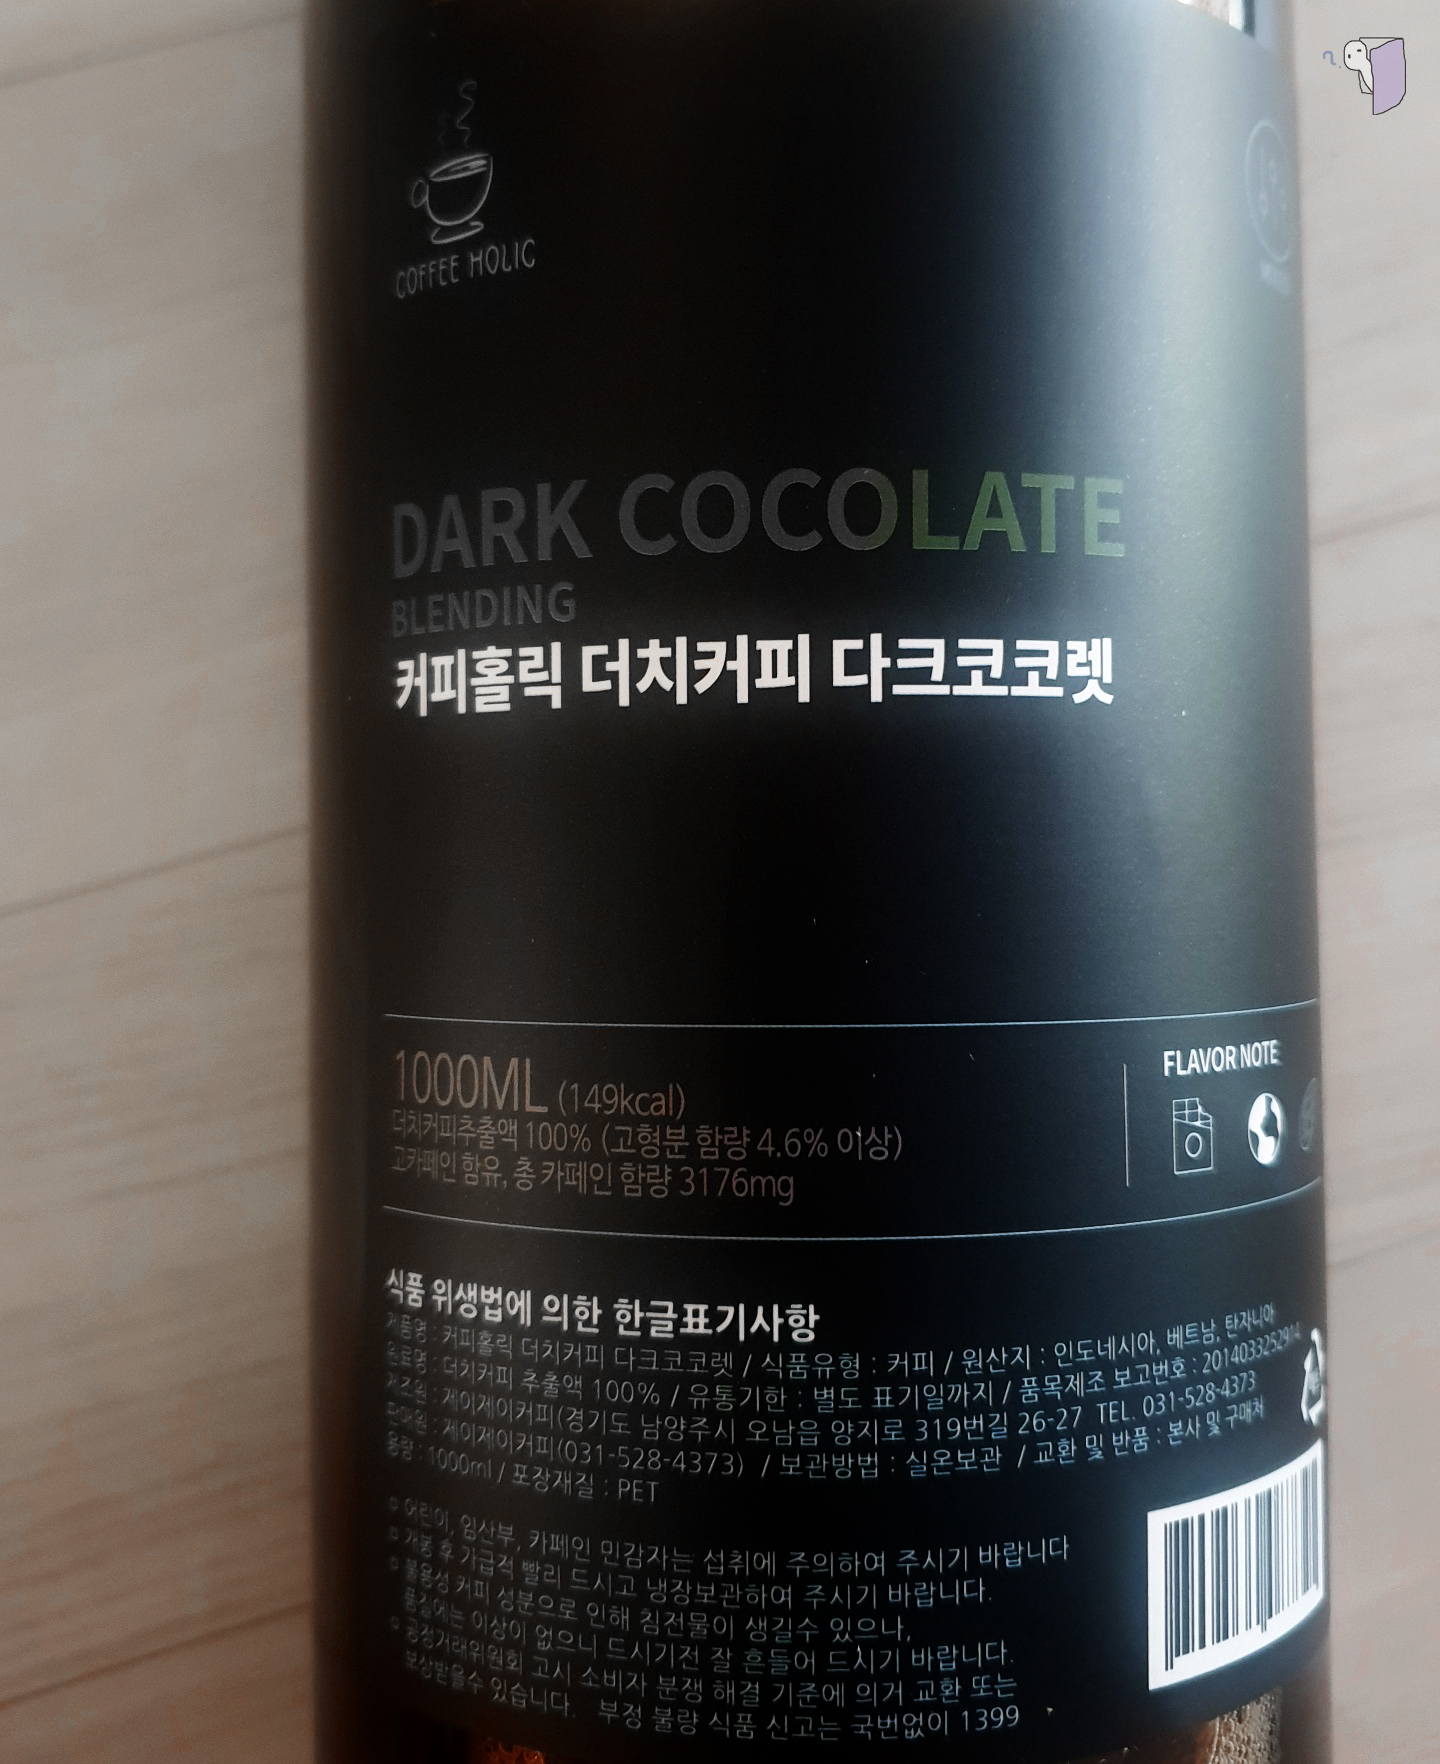 COFFEE HOLIC
DARK COCOLATE
BLENDING
커피홀릭 더치커피 다크코코렛
1000ML (149kcal)
더치커피추출액 100% (고형분 함량 4.6% 이상)
고카페인 함유, 총 카페인 함량 3176mg
FLAVOR NOTE
식품 위생법에 의한 한글표기사항
제품명 : 커피홀릭 더치커피 다크코코렛 / 식품유형 : 커피 / 원산지 : 인도네시아, 베트남, 탄자니아
원료명 : 더치커피 추출액 100% / 유통기한 : 별도 표기일까지 / 품목제조 보고번호 :
제조원 : 제이제이커피(경기도 남양주시 오남읍 양지로 319번길 26-27 TEL. 031-528-4373
판매원 : 제이제이커피(031-528-4373) / 보관방법 : 실온보관 / 교환 및 반품 : 본사 및 구매처
용량 : 1000ml / 포장재질 : PET
어린이, 임산부, 카페인 민감자는 섭취에 주의하여 주시기 바랍니다
개봉 후 가급적 빨리 드시고 냉장보관하여 주시기 바랍니다.
불용성 커피 성분으로 인해 침전물이 생길수 있으나,
품질에는 이상이 없으니 드시기전 잘 흔들어 드시기 바랍니다.
공정거래위원회 고시 소비자 분쟁 해결 기준에 의거 교환 또는
보상받을수 있습니다. 부정 불량 식품 신고는 국번없이 1399